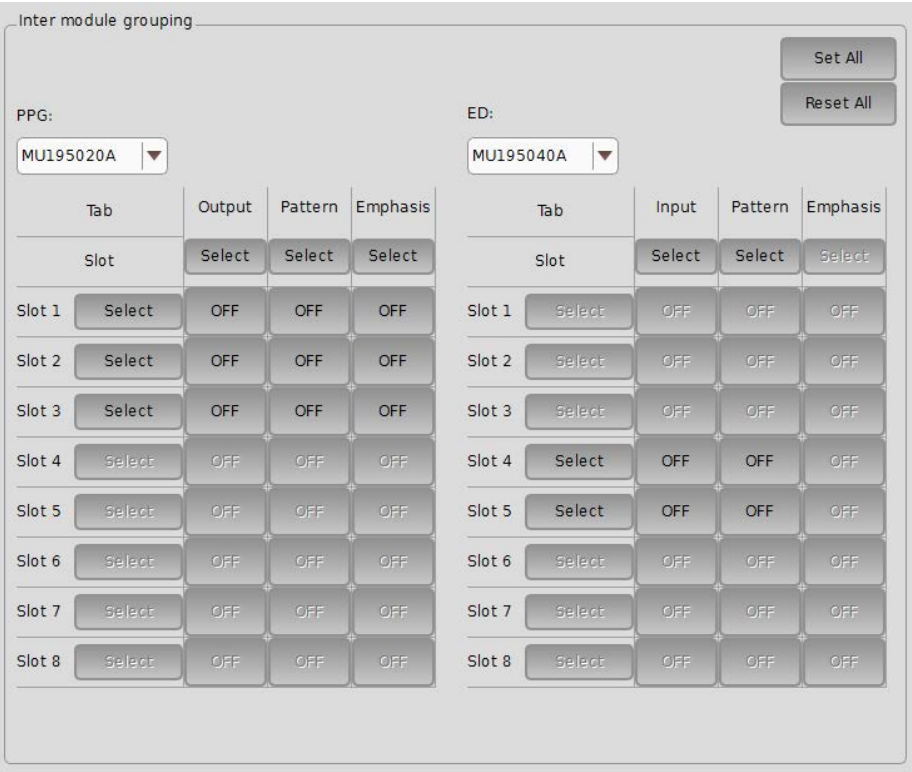 Inter module grouping
Set All
Reset All
PPG: ED:
MU195020A MU195040A
Tab Output Pattern Emphasis Tab Input Pattern Emphasis
Slot Select Select Select Slot Select Select Select
Slot 1 Select OFF OFF OFF Slot 1 Select OFF OFF OFF
Slot 2 Select OFF OFF OFF Slot 2 Select OFF OFF OFF
Slot 3 Select OFF OFF OFF Slot 3 Select OFF OFF OFF
Slot 4 Select OFF OFF OFF Slot 4 Select OFF OFF OFF
Slot 5 Select OFF OFF OFF Slot 5 Select OFF OFF OFF
Slot 6 Select OFF OFF OFF Slot 6 Select OFF OFF OFF
Slot 7 Select OFF OFF OFF Slot 7 Select OFF OFF OFF
Slot 8 Select OFF OFF OFF Slot 8 Select OFF OFF OFF